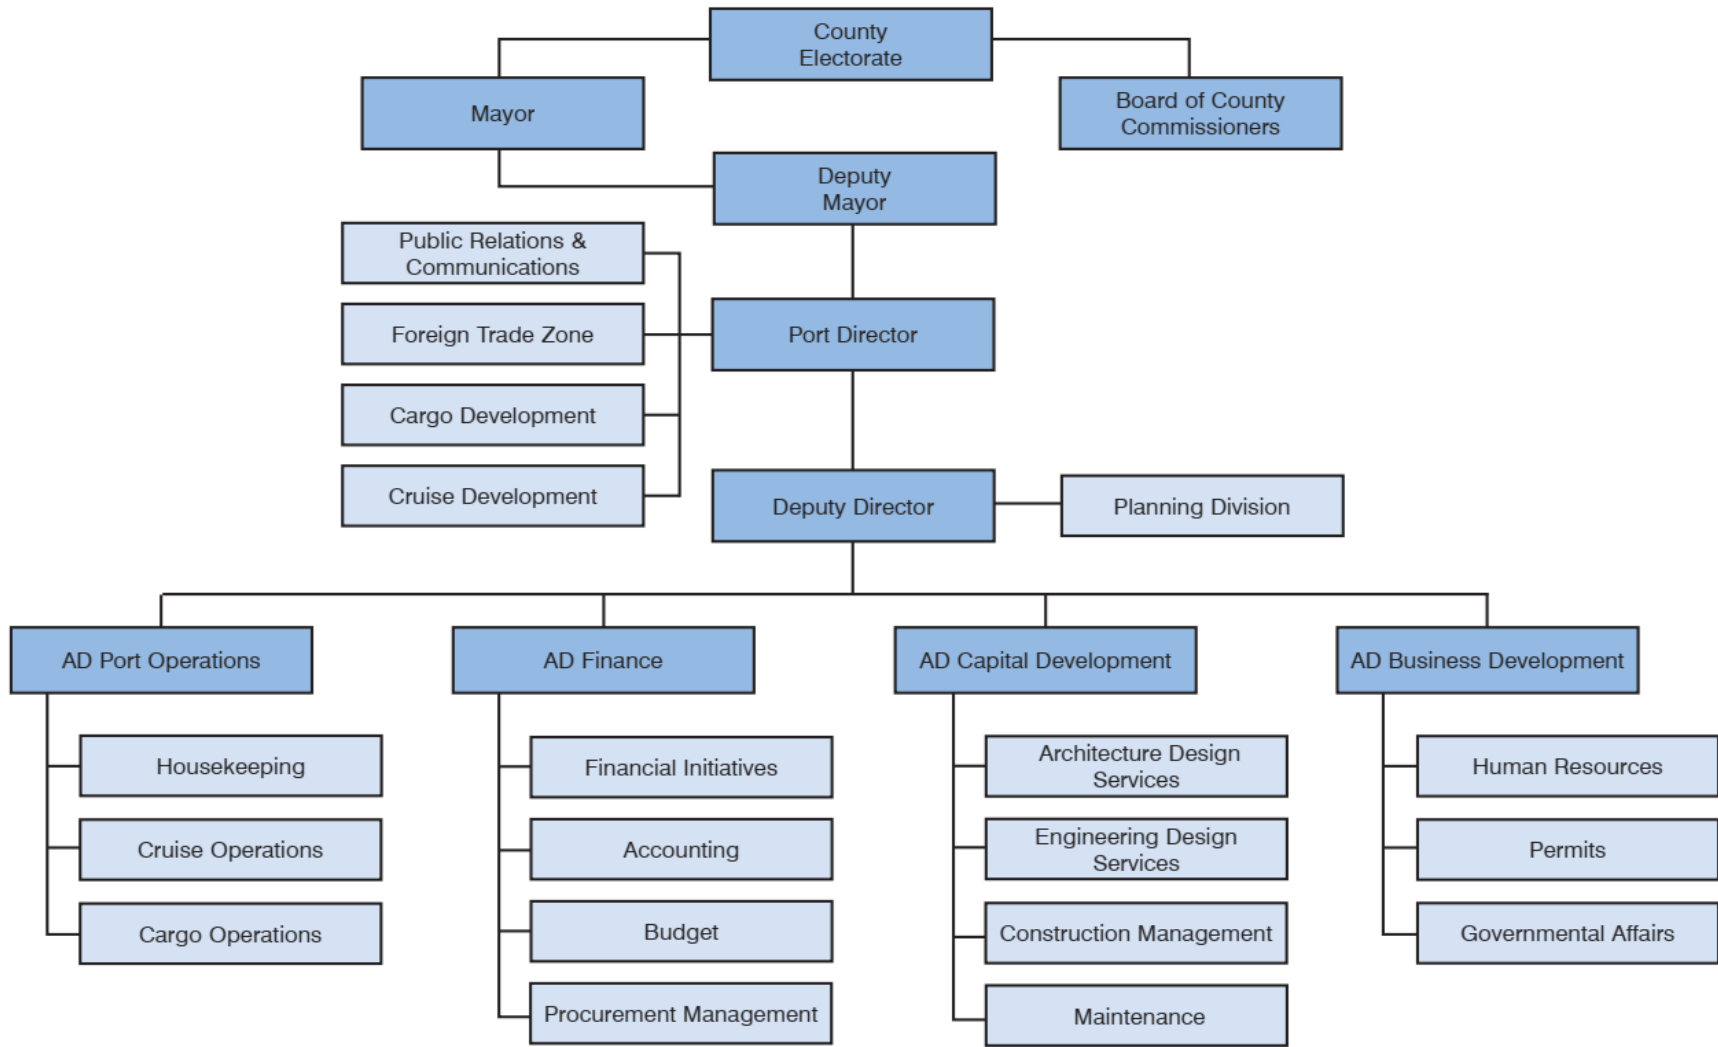 County
Electorate
Mayor
Board of County
Commissioners
Deputy
Mayor
Public Relations &
Communications
Foreign Trade Zone
Port Director
Cargo Development
Cruise Development
Deputy Director
Planning Division
AD Port Operations
AD Finance
AD Capital Development
AD Business Development
Housekeeping
Cruise Operations
Cargo Operations
Financial Initiatives
Accounting
Budget
Procurement Management
Architecture Design
Services
Engineering Design
Services
Construction Management
Maintenance
Human Resources
Permits
Governmental Affairs